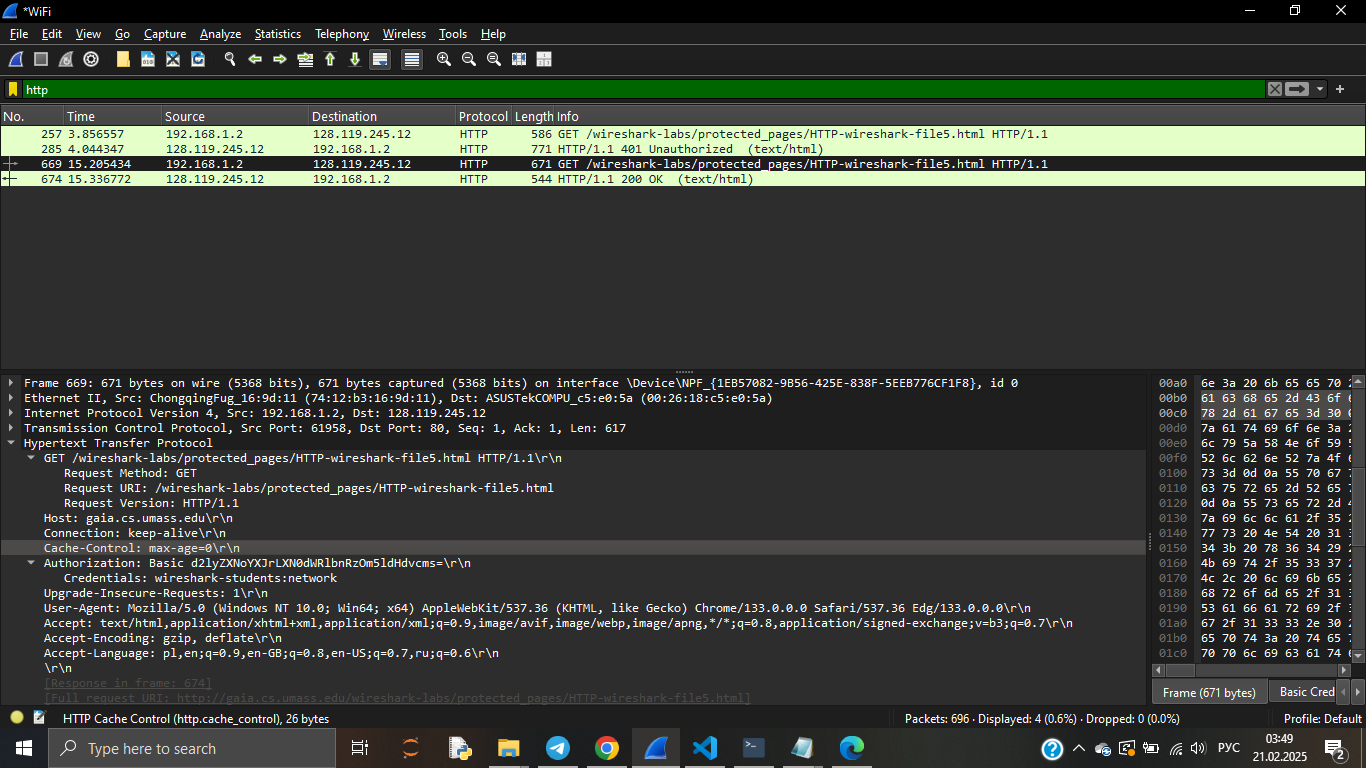 *WiFi
File Edit View Go Capture Analyze Statistics Telephony Wireless Tools Help
http
No. Time Source Destination Protocol Length Info
257 3.856557 192.168.1.2 128.119.245.12 HTTP 586 GET /wireshark-labs/protected_pages/HTTP-wireshark-file5.html HTTP/1.1
285 4.044347 128.119.245.12 192.168.1.2 HTTP 771 HTTP/1.1 401 Unauthorized (text/html)
669 15.205434 192.168.1.2 128.119.245.12 HTTP 671 GET /wireshark-labs/protected_pages/HTTP-wireshark-file5.html HTTP/1.1
674 15.336772 128.119.245.12 192.168.1.2 HTTP 544 HTTP/1.1 200 OK (text/html)
Frame 669: 671 bytes on wire (5368 bits), 671 bytes captured (5368 bits) on interface \Device\NPF_{1EB57082-9B56-425E-838F-5EEB776CF1F8}, id 0
Ethernet II, Src: ChongqingFug_16:9d:11 (74:12:b3:16:9d:11), Dst: ASUSTekCOMPU_c5:e0:5a (00:26:18:c5:e0:5a)
Internet Protocol Version 4, Src: 192.168.1.2, Dst: 128.119.245.12
Transmission Control Protocol, Src Port: 61958, Dst Port: 80, Seq: 1, Ack: 1, Len: 617
Hypertext Transfer Protocol
GET /wireshark-labs/protected_pages/HTTP-wireshark-file5.html HTTP/1.1\r\n
Request Method: GET
Request URI: /wireshark-labs/protected_pages/HTTP-wireshark-file5.html
Request Version: HTTP/1.1
Host: gaia.cs.umass.edu\r\n
Connection: keep-alive\r\n
Cache-Control: max-age=0\r\n
Authorization: Basic d2lyZXNoYXJrLXN0dWRlbnRzOm5ldHdvcms=\r\n
Credentials: wireshark-students:network
Upgrade-Insecure-Requests: 1\r\n
User-Agent: Mozilla/5.0 (Windows NT 10.0; Win64; x64) AppleWebKit/537.36 (KHTML, like Gecko) Chrome/133.0.0.0 Safari/537.36 Edg/133.0.0.0\r\n
Accept: text/html,application/xhtml+xml,application/xml;q=0.9,image/avif,image/webp,image/apng,*/*;q=0.8,application/signed-exchange;v=b3;q=0.7\r\n
Accept-Encoding: gzip, deflate\r\n
Accept-Language: pl,en;q=0.9,en-GB;q=0.8,en-US;q=0.7,ru;q=0.6\r\n
\r\n
[Response in frame: 674]
[Full request URI: http://gaia.cs.umass.edu/wireshark-labs/protected_pages/HTTP-wireshark-file5.html]
00a0 6e 3a 20 6b 65 65 70
00b0 61 63 68 65 2d 43 6f
00c0 78 2d 61 67 65 3d 30
00d0 7a 61 74 69 6f 6e 3a
00e0 6c 79 5a 58 4e 6f 59
00f0 52 6c 62 6e 52 7a 4f
0100 73 3d 0d 0a 55 70 67
0110 63 75 72 65 2d 52 65
0120 0d 0a 55 73 65 72 2d
0130 7a 69 6c 6c 61 2f 35
0140 77 73 20 4e 54 20 31
0150 34 3b 20 78 36 34 29
0160 4b 69 74 2f 35 33 37
0170 4c 2c 20 6c 69 6b 65
0180 68 72 6f 6d 65 2f 31
0190 53 61 66 61 72 69 2f
01a0 67 2f 31 33 33 2e 30
01b0 65 70 74 3a 20 74 65
01c0 70 70 6c 69 63 61 74
Frame (671 bytes) Basic Cred
HTTP Cache Control (http.cache_control), 26 bytes Packets: 696 · Displayed: 4 (0.6%) · Dropped: 0 (0.0%) Profile: Default
Type here to search
РУС
03:49
21.02.2025
2